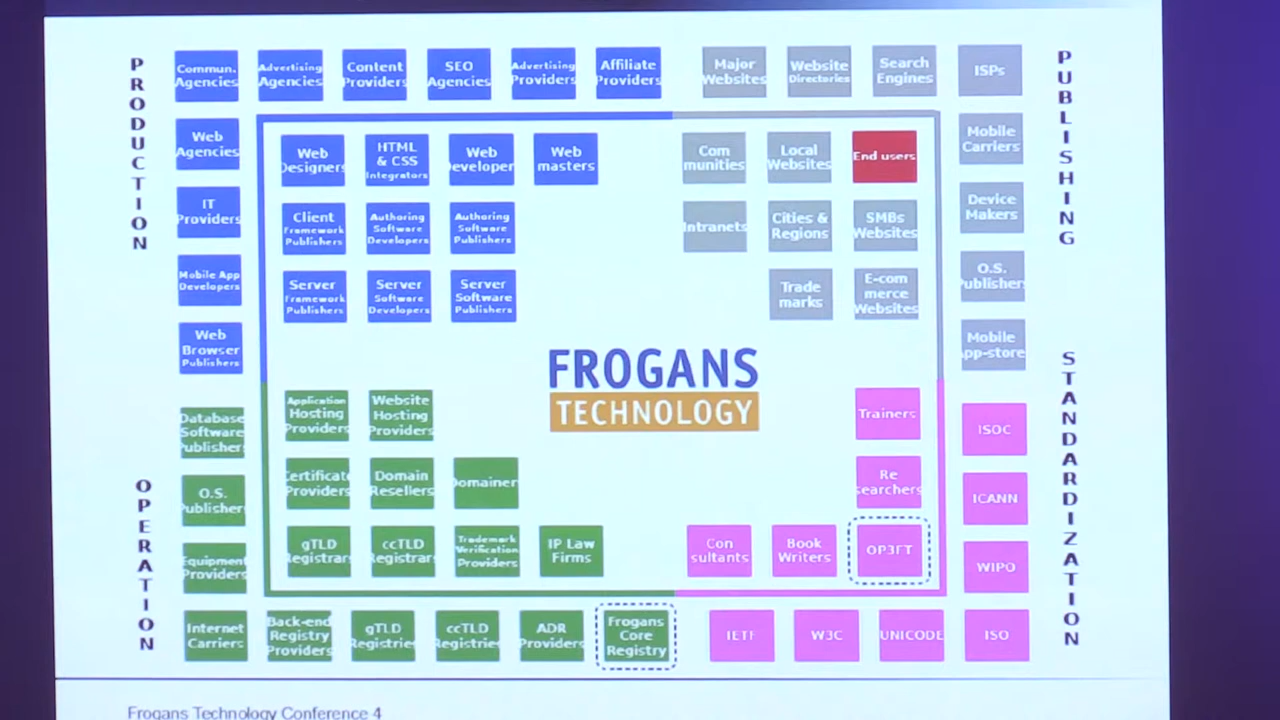 PRODUCTION
Commun.
Agencies
Advertising
Agencies
Content
Providers
SEO
Agencies
Advertising
Providers
Affiliate
Providers
Major
Websites
Website
Directories
Search
Engines
ISPs
PUBLISHING
Web
Agencies
IT
Providers
Mobile App
Developers
Web
Browser
Publishers
Web
Designers
HTML
& CSS
Integrators
Web
Developer
Web
masters
Client
Framework
Publishers
Authoring
Software
Developers
Authoring
Software
Publishers
Server
Framework
Publishers
Server
Software
Developers
Server
Software
Publishers
Com
munities
Local
Websites
End users
Intranets
Cities &
Regions
SMBs
Websites
Trade
marks
E-com
merce
Websites
Mobile
Carriers
Device
Makers
O.S.
Publishers
Mobile
App-store
FROGANS
TECHNOLOGY
OPERATION
Database
Software
Publisher
O.S.
Publisher
Equipment
Providers
Internet
Carriers
Application
Hosting
Providers
Website
Hosting
Providers
Certificate
Providers
Domain
Resellers
Domainer
gTLD
Registrars
ccTLD
Registrar
Trademark
Verification
Providers
IP Law
Firms
Back-end
Registry
Providers
gTLD
Registries
ccTLD
Registries
ADR
Providers
Frogans
Core
Registry
STANDARDIZATION
Trainers
Re
searchers
Con
sultants
Book
Writers
OP3FT
ISOC
ICANN
WIPO
IETF
W3C
UNICODE
ISO
Frogans Technology Conference 4